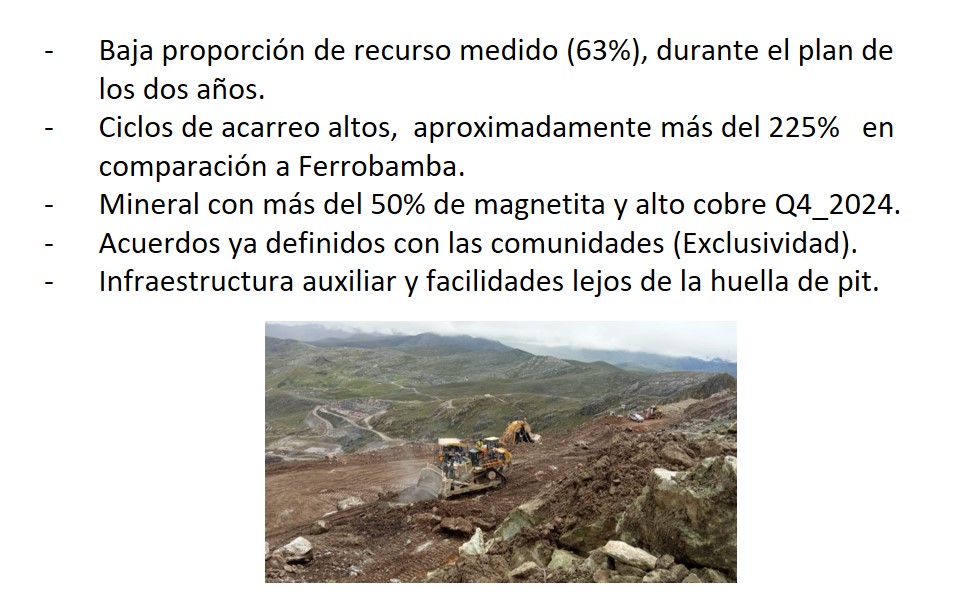 - Baja proporción de recurso medido (63%), durante el plan de
los dos años.
- Ciclos de acarreo altos,  aproximadamente más del 225%   en
comparación a Ferrobamba.
- Mineral con más del 50% de magnetita y alto cobre Q4_2024.
- Acuerdos ya definidos con las comunidades (Exclusividad).
- Infraestructura auxiliar y facilidades lejos de la huella de pit.